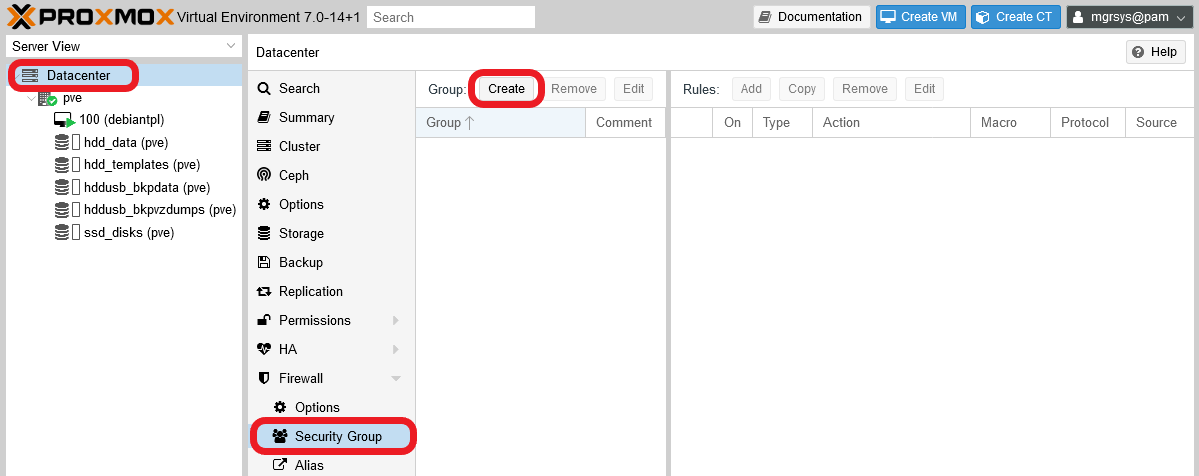 PROXMOX Virtual Environment 7.0-14+1 Search Documentation Create VM Create CT mgrsys@pam
Server View
Datacenter
pve
100 (debiantpl)
hdd_data (pve)
hdd_templates (pve)
hddusb_bkpdata (pve)
hddusb_bkpvzdumps (pve)
ssd_disks (pve)
Datacenter Help
Search
Summary
Cluster
Ceph
Options
Storage
Backup
Replication
Permissions
HA
Firewall
Options
Security Group
Alias
Group: Create Remove Edit
Group Comment
Rules: Add Copy Remove Edit
On Type Action Macro Protocol Source